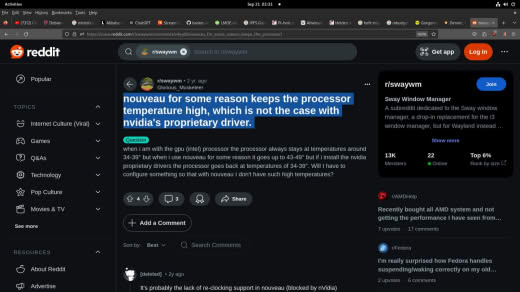 Activities
Sep 21 02:31
reddit
r/swaywm
Search in r/swaywm
Get app
Log In
Popular
TOPICS
Internet Culture (Viral)
Games
Q&As
Technology
Pop Culture
Movies & TV
See more
RESOURCES
About Reddit
Advertise
r/swaywm • 2 yr. ago
Glorious_Musketeer
nouveau for some reason keeps the processor
temperature high, which is not the case with
nvidia's proprietary driver.
Question
when i am with the gpu (intel) processor the processor always stays at temperatures around
34-39° but when i use nouveau for some reason it goes up to 43-49° but if i install the nvidia
proprietary drivers the processor goes back at temperatures of 34-39°. Will I have to
configure something to that with nouveau I don't have such high temperatures?
4
3
Share
Add a Comment
Sort by: Best
Search Comments
[deleted] • 2y ago
It's probably the lack of re-clocking support in nouveau (blocked by nVidia)
r/swaywm
Join
Sway Window Manager
A subreddit dedicated to the Sway window
manager, a drop-in replacement for the i3
window manager, but for Wayland instead ...
Show more
13K
Members
22
Online
Top 6%
Rank by size
r/AMDHelp
Recently bought all AMD system and not
getting the performance I have seen from...
7 upvotes · 17 comments
r/Fedora
I'm really surprised how Fedora handles
suspending/waking correctly on my old...
2 upvotes · 6 comments